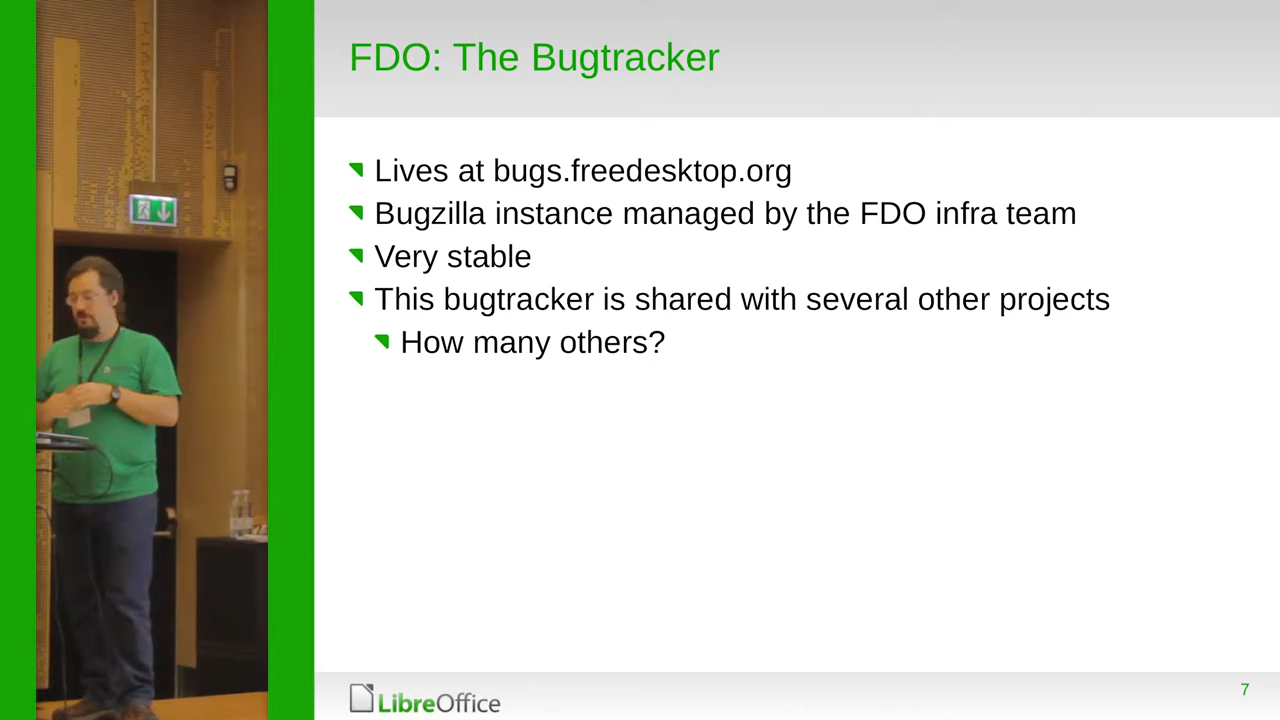 FDO: The Bugtracker
Lives at bugs.freedesktop.org
Bugzilla instance managed by the FDO infra team
Very stable
This bugtracker is shared with several other projects
How many others?
LibreOffice
7